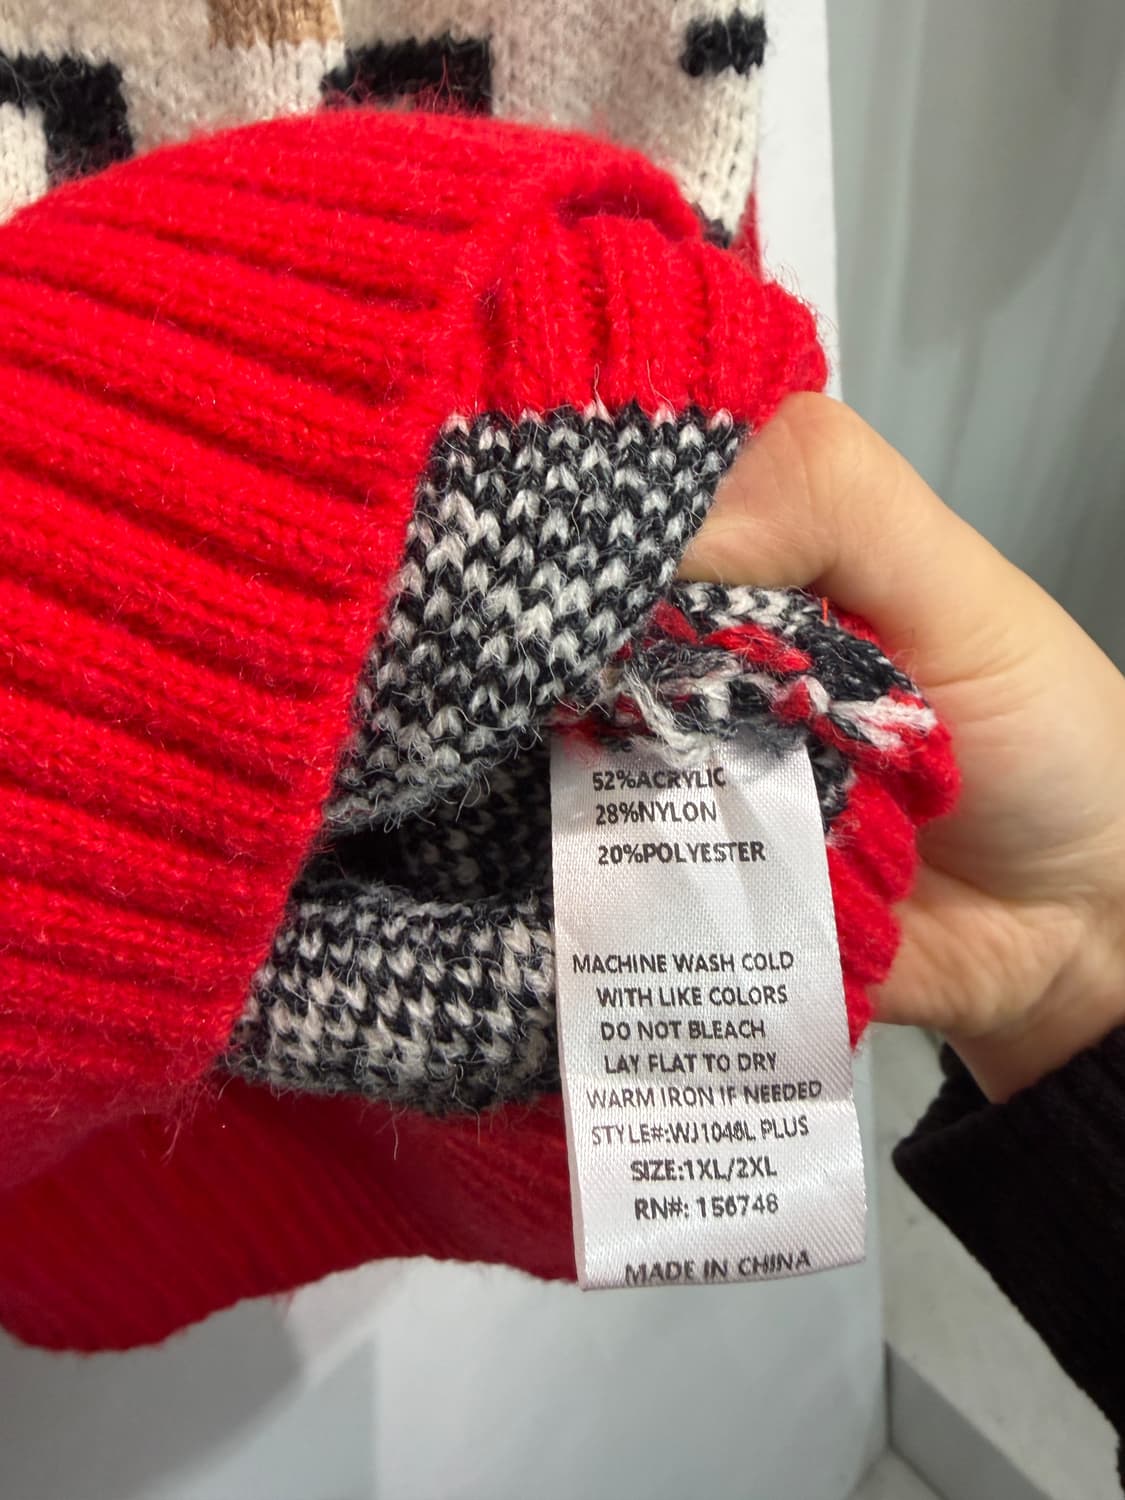 52%ACRYLIC
28%NYLON
20%POLYESTER
MACHINE WASH COLD
WITH LIKE COLORS
DO NOT BLEACH
LAY FLAT TO DRY
WARM IRON IF NEEDED
STYLE#:WJ1048L PLUS
SIZE:1XL/2XL
RN#: 156748
MADE IN CHINA